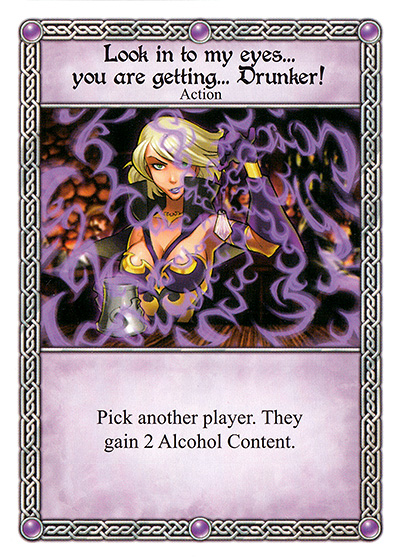 Look in to my eyes...
you are getting... Drunker!
Action
Pick another player. They
gain 2 Alcohol Content.